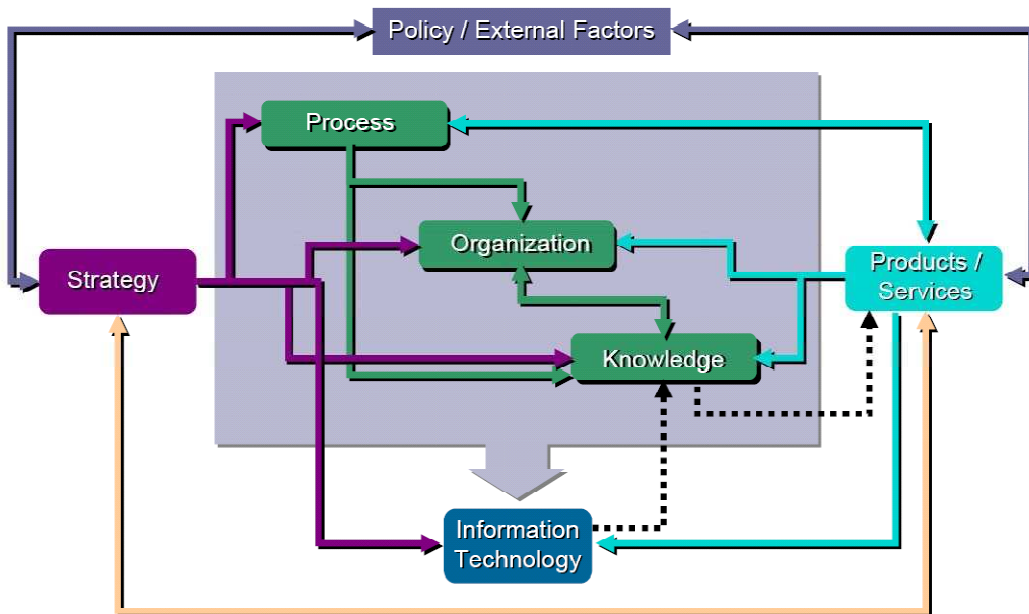 Policy / External Factors
Process
Organization
Strategy
Products /
Services
Knowledge
Information
Technology